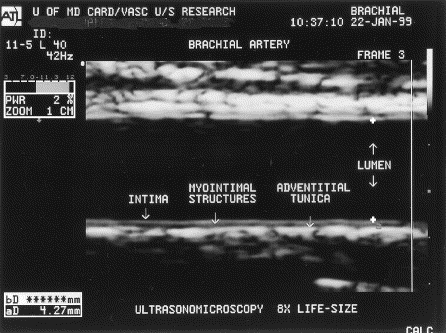 ATL
U OF MD CARD/VASC U/S RESEARCH
BRACHIAL
10:37:10 22-JAN-99
ID:
11-5 L 40
42Hz
BRACHIAL ARTERY
FRAME 3
PWR 2 %
ZOOM 1 CM
LUMEN
INTIMA
MYOINTIMAL
STRUCTURES
ADVENTITIAL
TUNICA
bD ******mm
aD 4.27mm
ULTRASONOMICROSCOPY 8X LIFE-SIZE
CALC